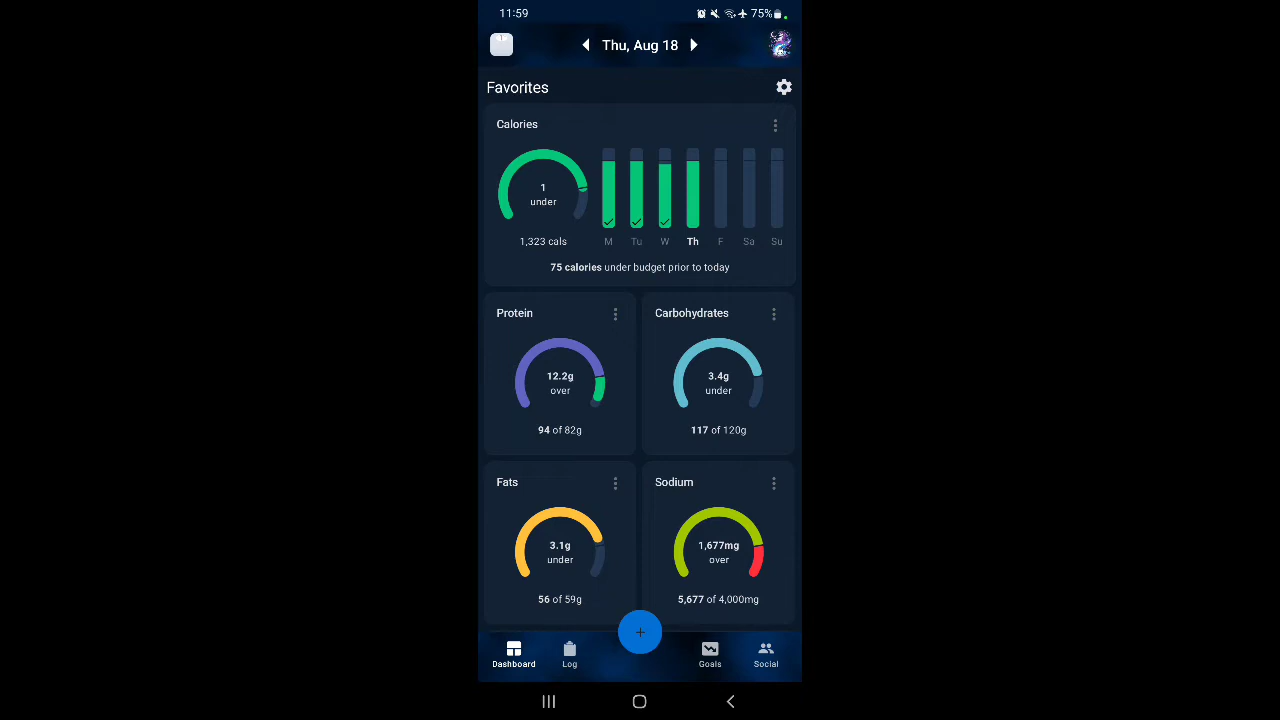 11:59 75%
Thu, Aug 18
Favorites
Calories
1
under
1,323 cals
M Tu W Th F Sa Su
75 calories under budget prior to today
Protein
12.2g
over
94 of 82g
Carbohydrates
3.4g
under
117 of 120g
Fats
3.1g
under
56 of 59g
Sodium
1,677mg
over
5,677 of 4,000mg
+
Dashboard Log Goals Social